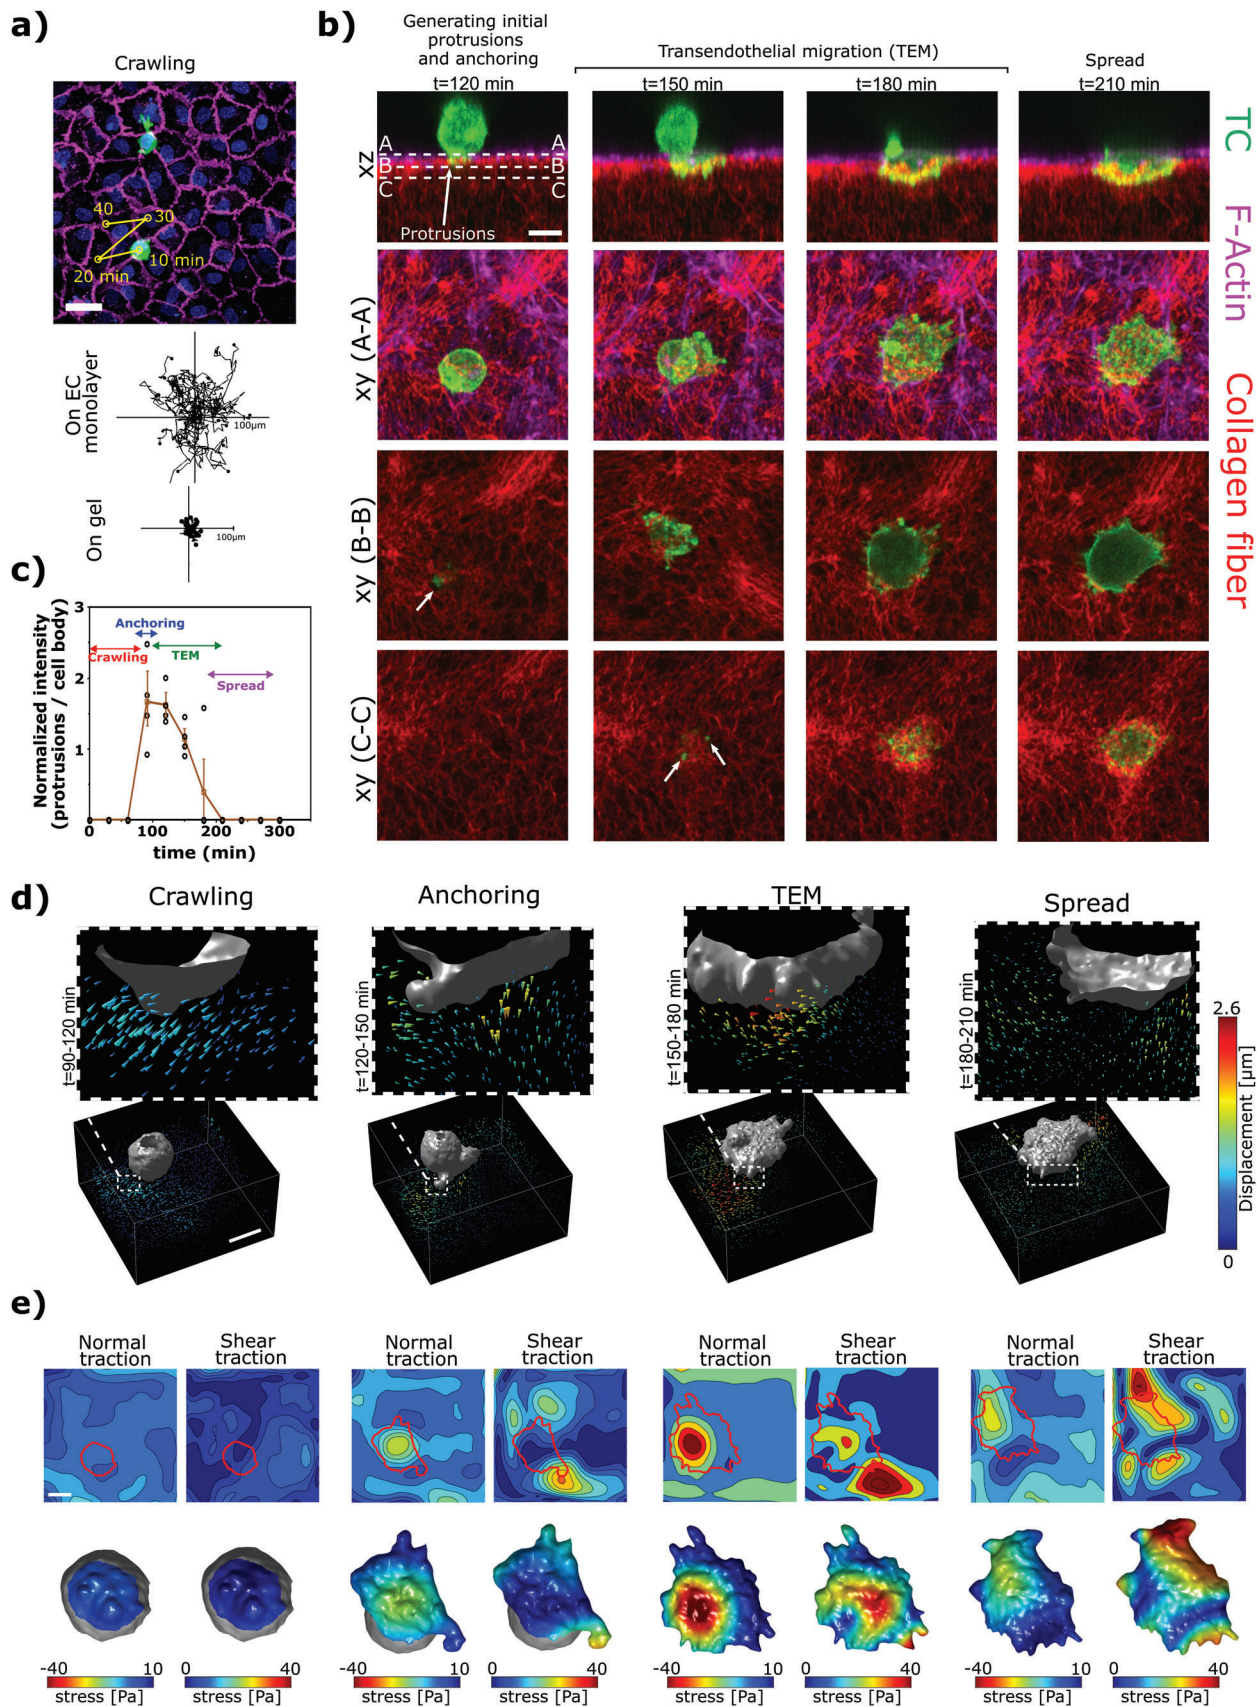 a)
Crawling
40
30
10 min
20 min
On EC
monolayer
100µm
On gel
100µm
b)
Generating initial
protrusions
and anchoring
Transendothelial migration (TEM)
Spread
t=120 min
t=150 min
t=180 min
t=210 min
xz
A
A
B
B
C
C
Protrusions
xy (A-A)
xy (B-B)
xy (C-C)
TC
F-Actin
Collagen fiber
c)
Normalized intensity
(protrusions / cell body)
3
2
1
0
100
200
300
time (min)
Anchoring
Crawling
TEM
Spread
d)
Crawling
Anchoring
TEM
Spread
t=90-120 min
t=120-150 min
t=150-180 min
t=180-210 min
2.6
Displacement [µm]
0
e)
Normal
traction
Shear
traction
Normal
traction
Shear
traction
Normal
traction
Shear
traction
Normal
traction
Shear
traction
-40 10
stress [Pa]
0 40
stress [Pa]
-40 10
stress [Pa]
0 40
stress [Pa]
-40 10
stress [Pa]
0 40
stress [Pa]
-40 10
stress [Pa]
0 40
stress [Pa]